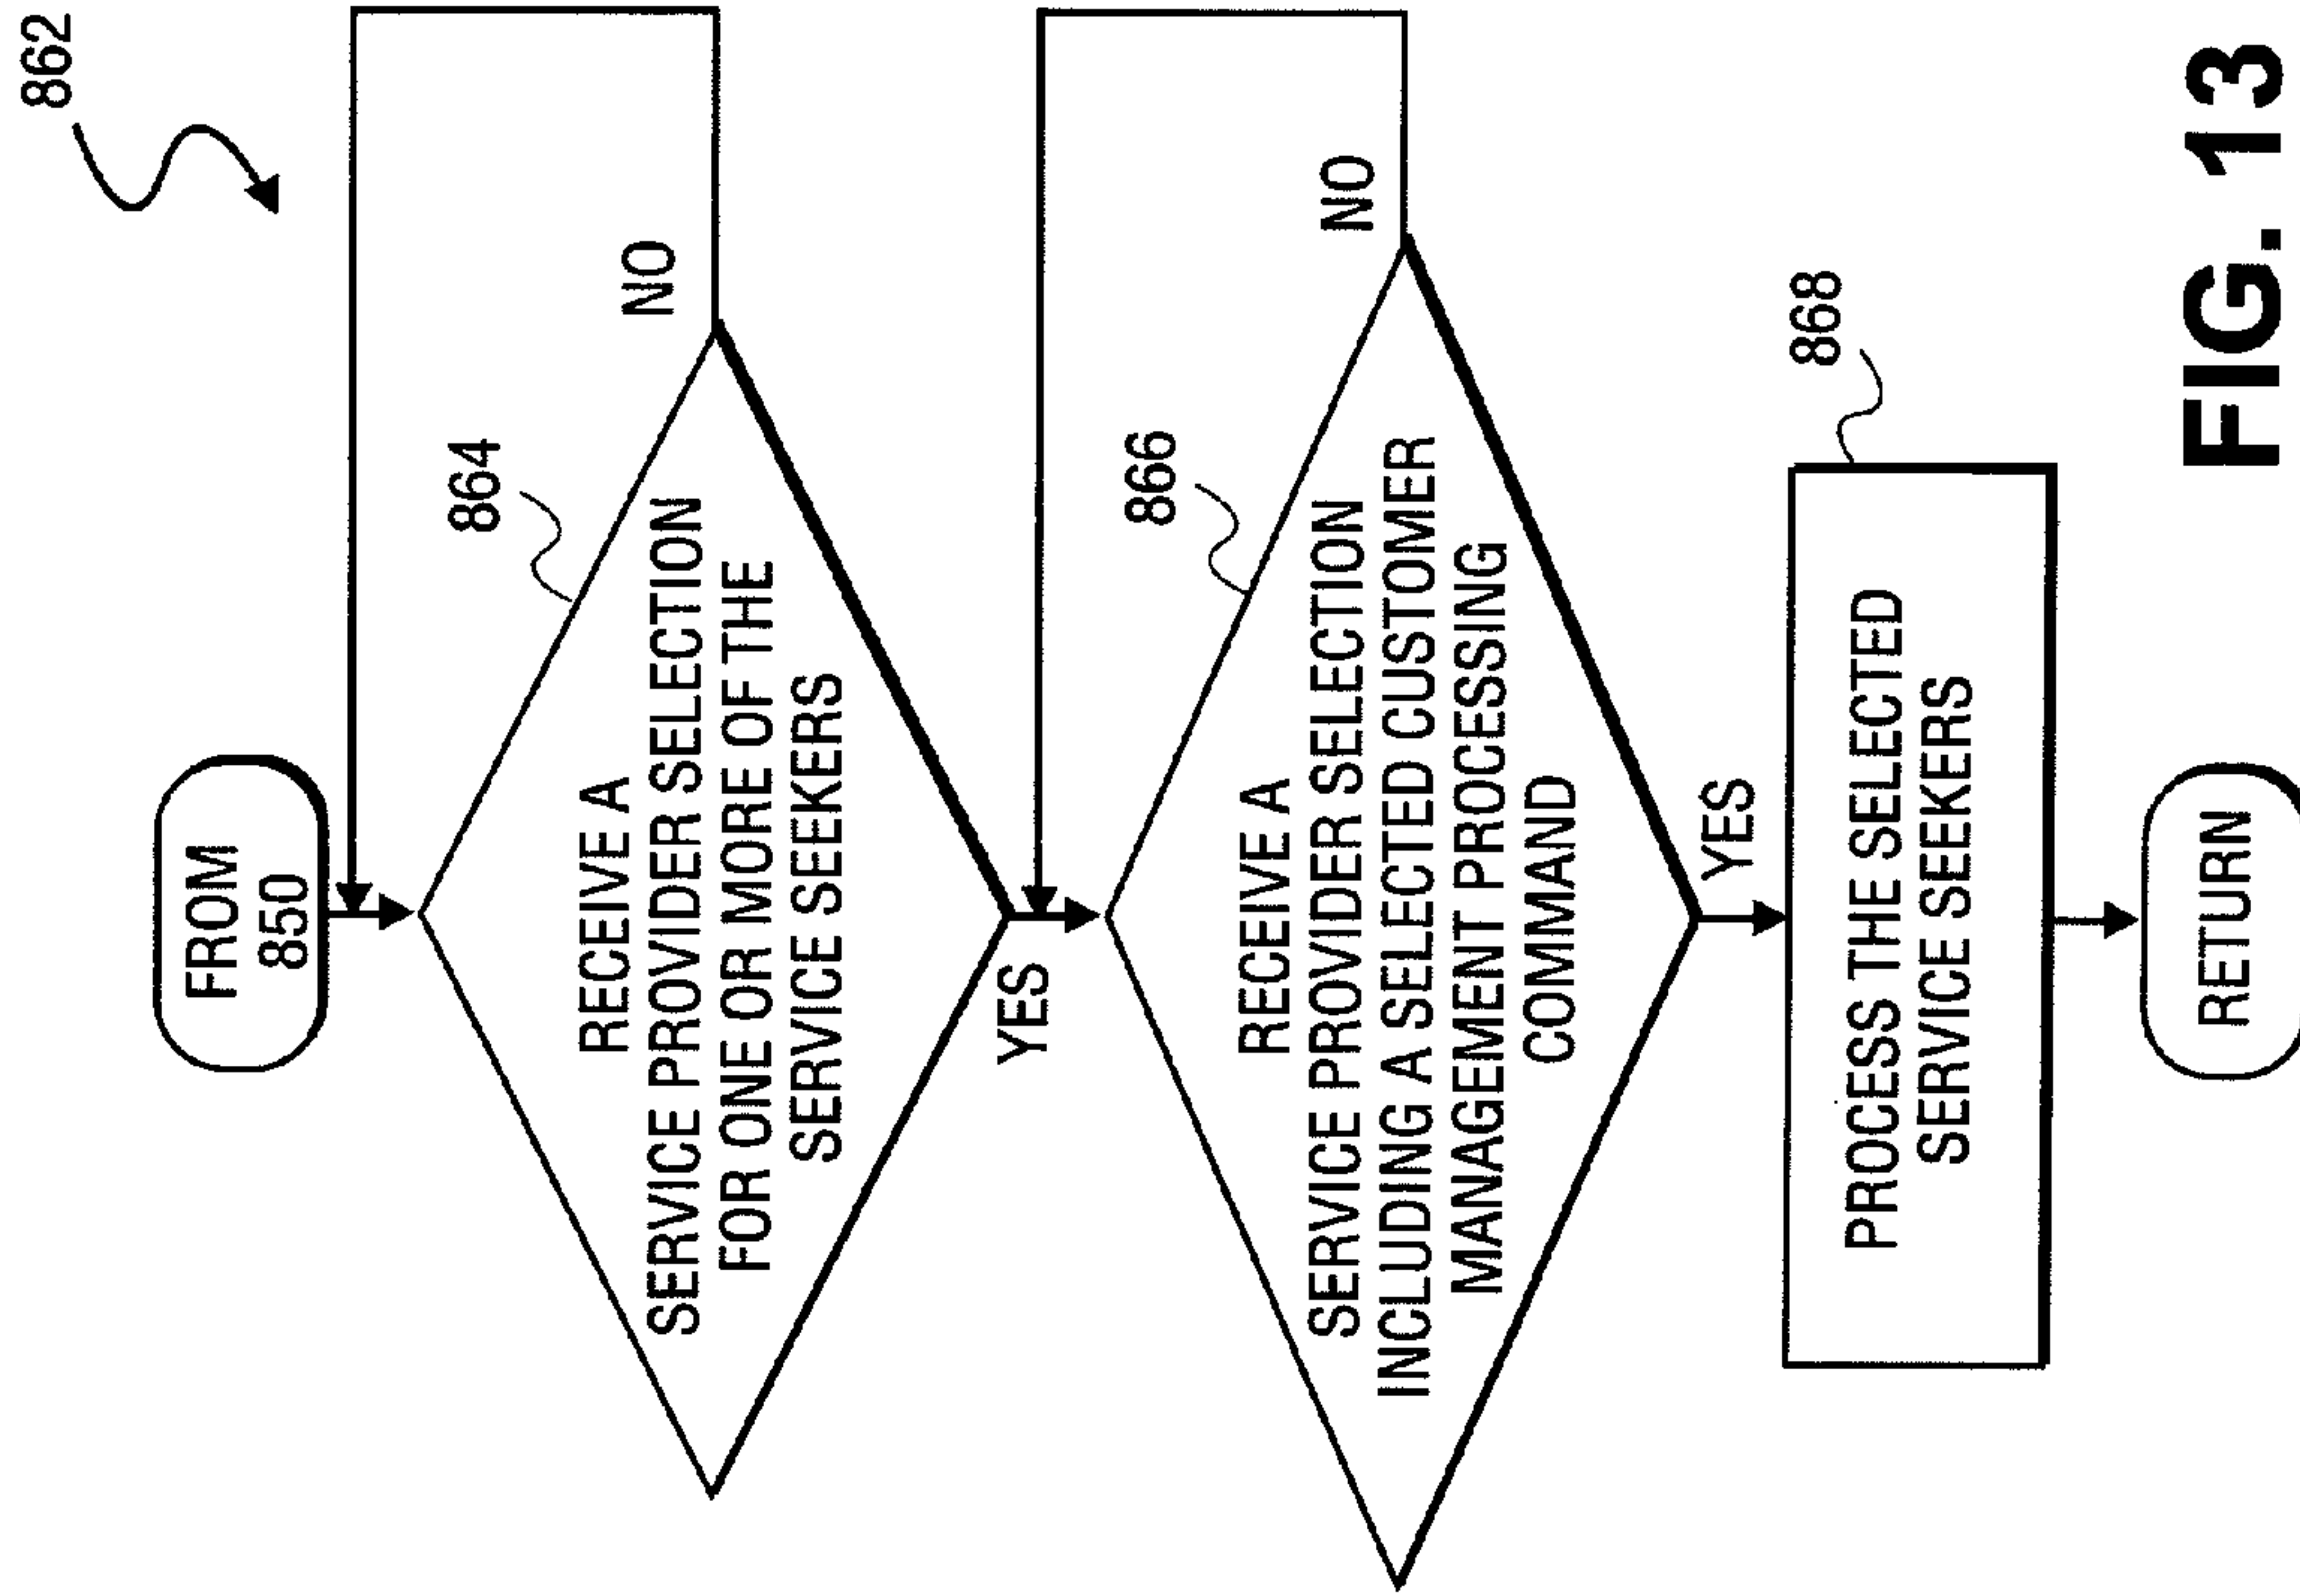 862
FROM
850
864
RECEIVE A
SERVICE PROVIDER SELECTION
FOR ONE OR MORE OF THE
SERVICE SEEKERS
NO
YES
866
RECEIVE A
SERVICE PROVIDER SELECTION
INCLUDING A SELECTED CUSTOMER
MANAGEMENT PROCESSING
COMMAND
NO
YES
868
PROCESS THE SELECTED
SERVICE SEEKERS
RETURN
FIG. 13